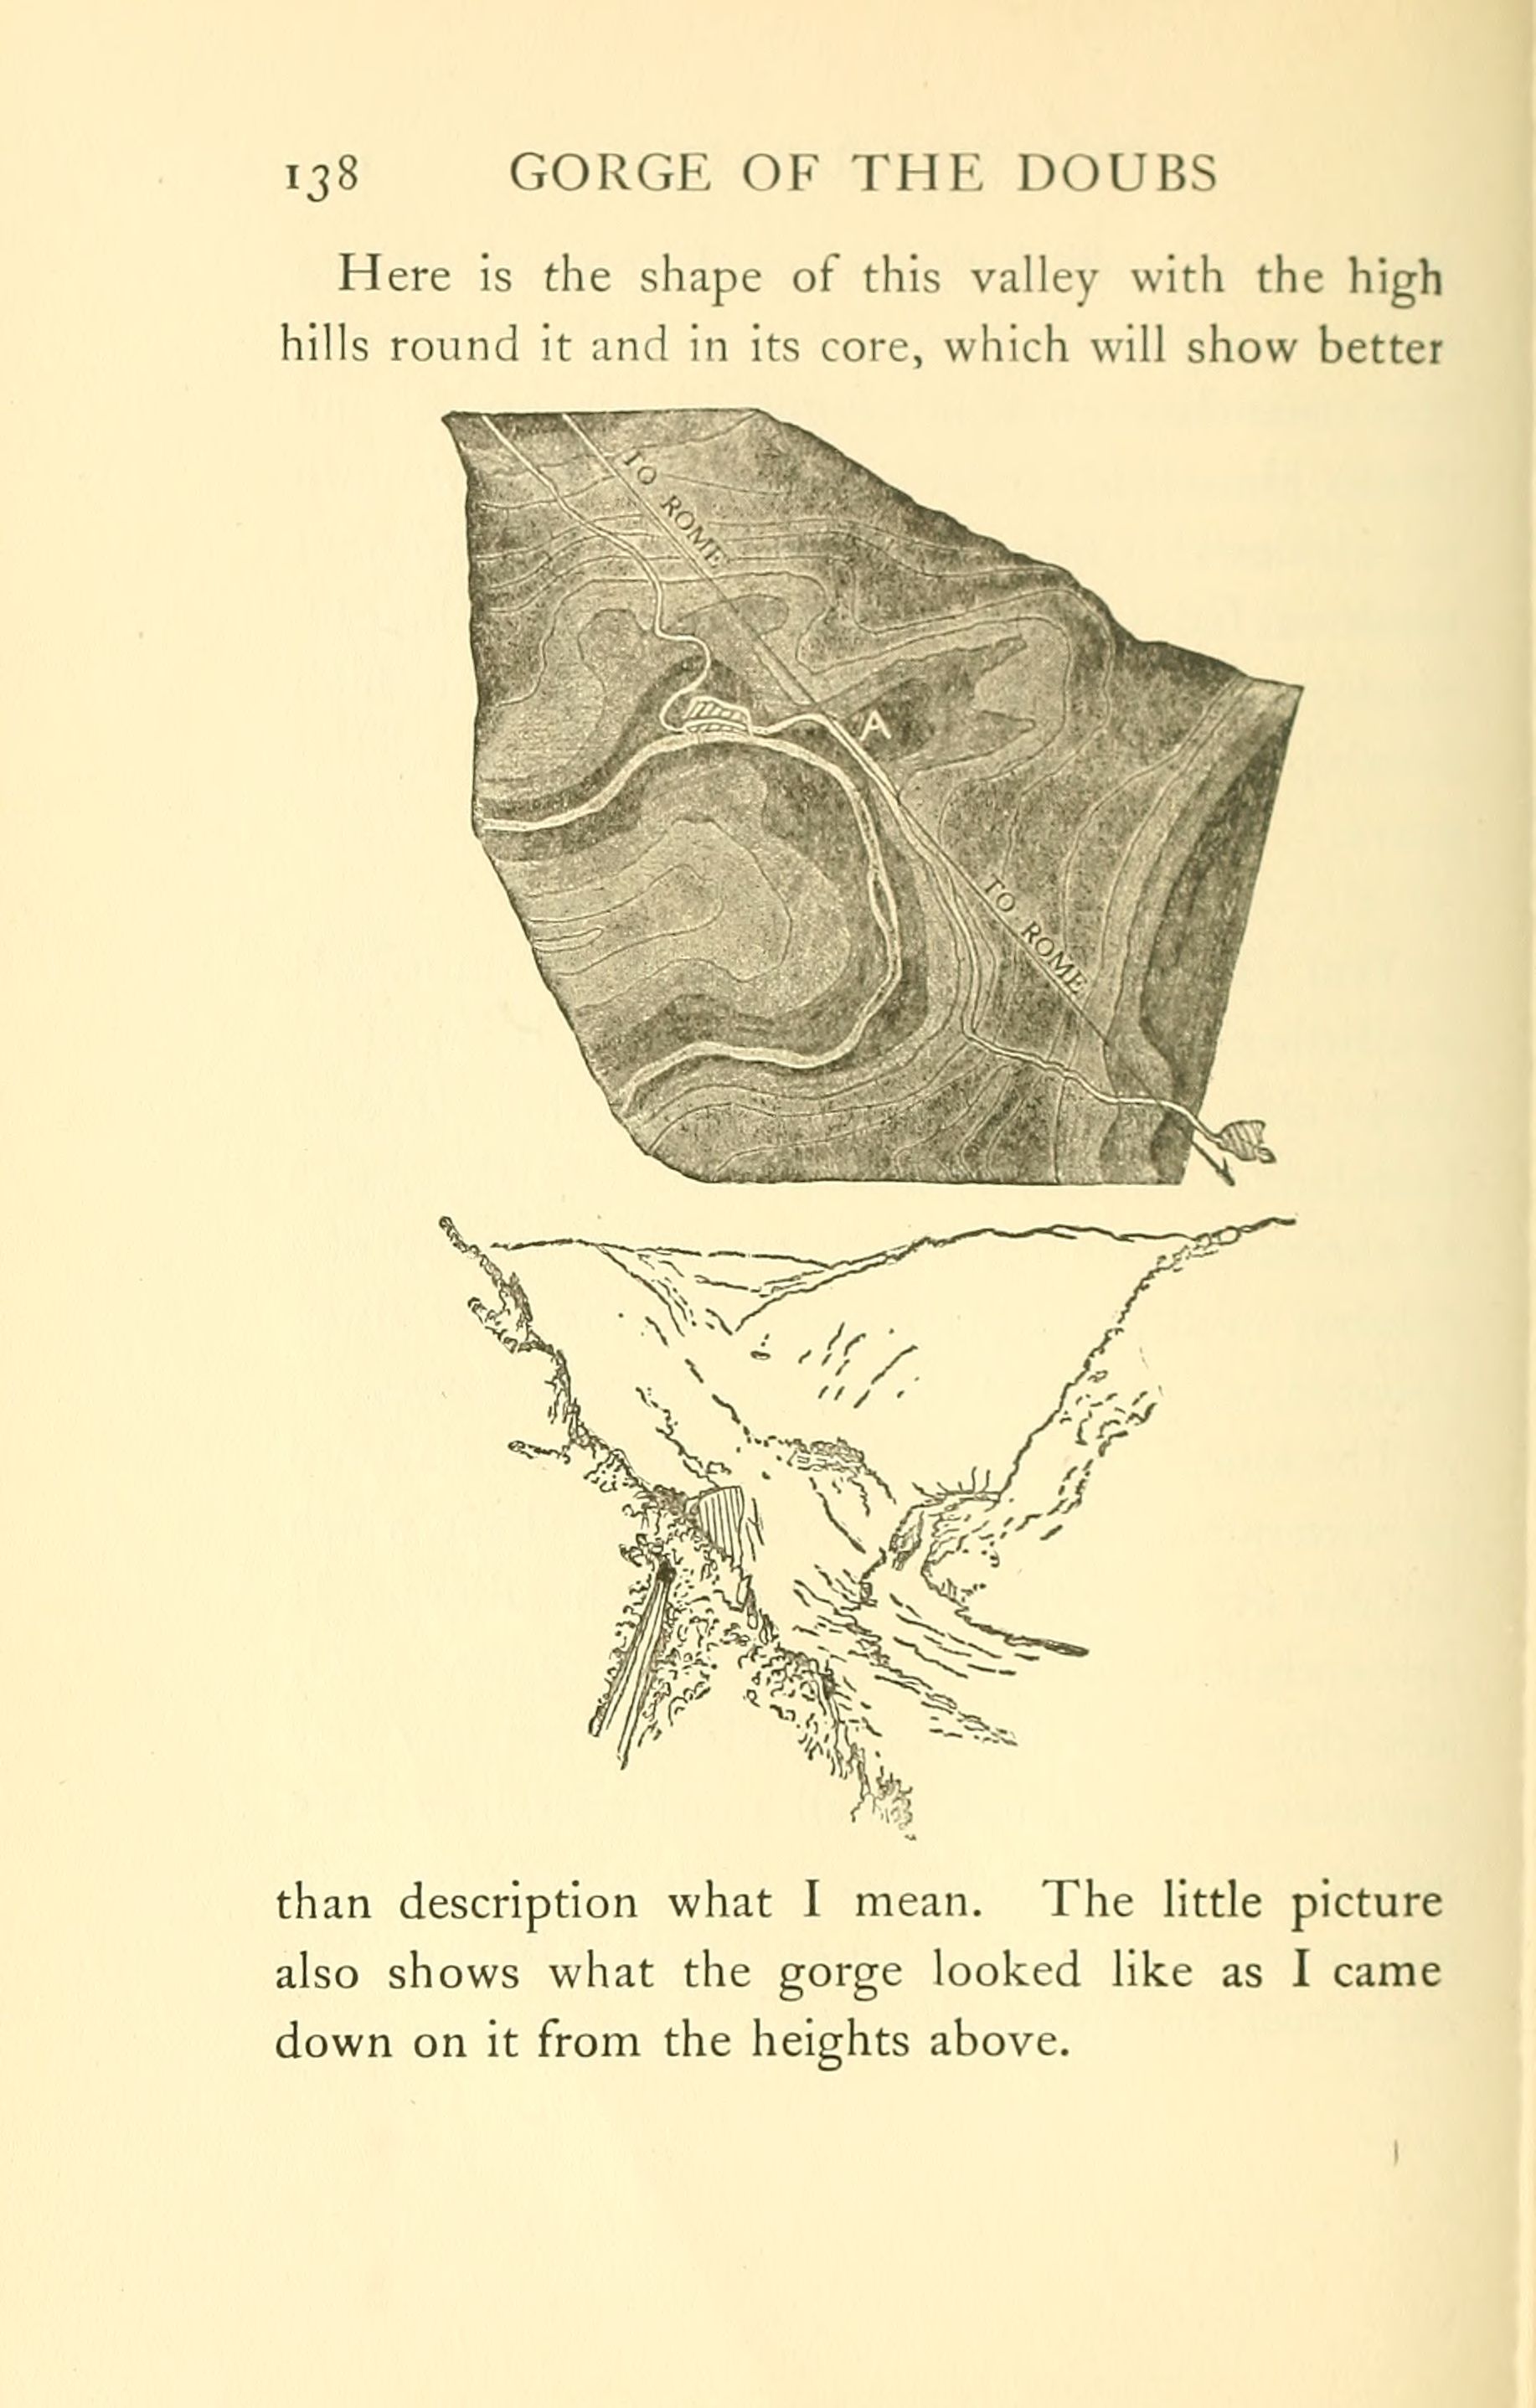 138 GORGE OF THE DOUBS
Here is the shape of this valley with the high
hills round it and in its core, which will show better
TO ROME
A
TO ROME
than description what I mean. The little picture
also shows what the gorge looked like as I came
down on it from the heights above.